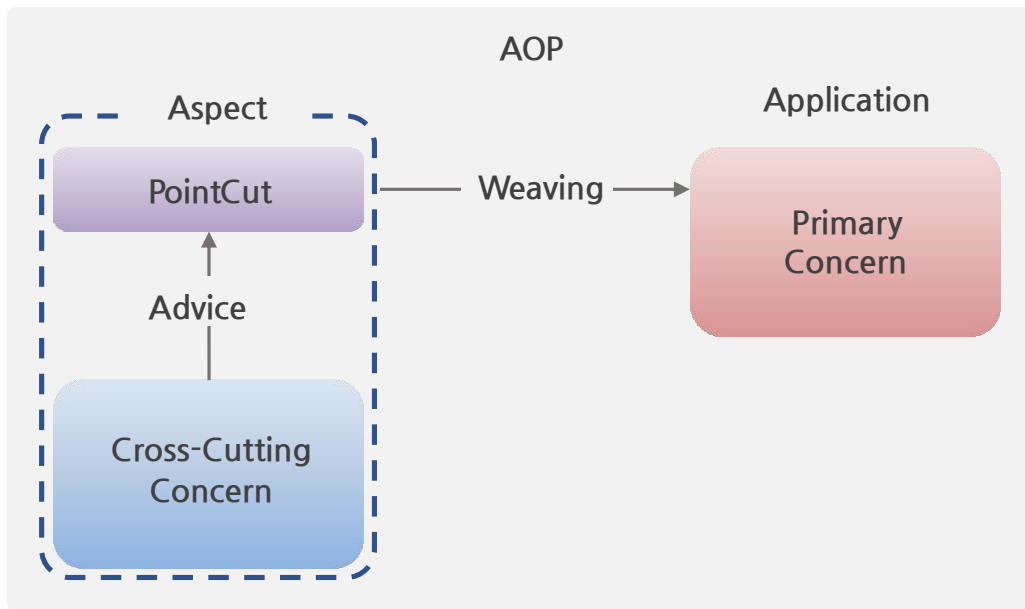 AOP
Aspect
Application
PointCut
Weaving
Primary
Concern
Advice
Cross-Cutting
Concern